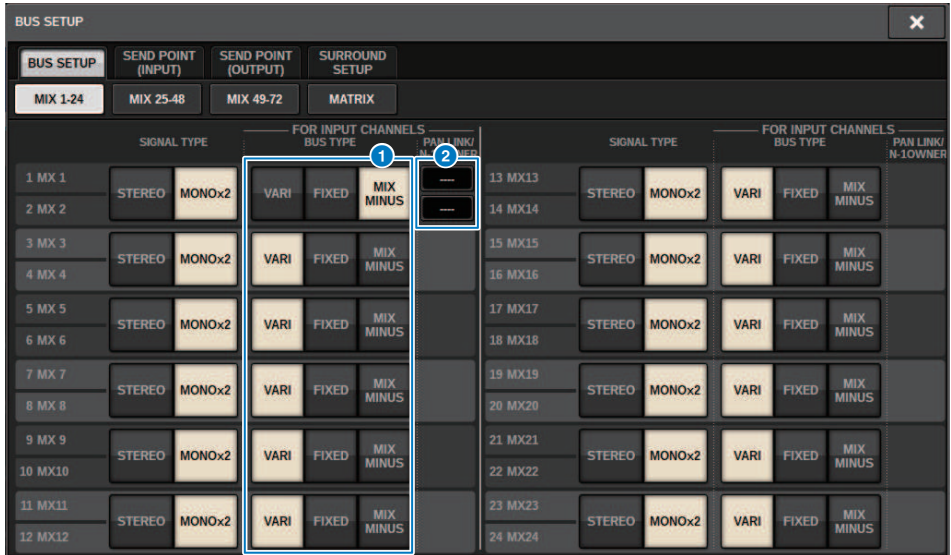 BUS SETUP
BUS SETUP SEND POINT (INPUT) SEND POINT (OUTPUT) SURROUND SETUP
MIX 1-24 MIX 25-48 MIX 49-72 MATRIX
FOR INPUT CHANNELS FOR INPUT CHANNELS
SIGNAL TYPE BUS TYPE PAN LINK/ N-1OWNER SIGNAL TYPE BUS TYPE PAN LINK/ N-1OWNER
1 2
1 MX 1 STEREO MONOx2 VARI FIXED MIX MINUS ---- 13 MX13 STEREO MONOx2 VARI FIXED MIX MINUS
2 MX 2 ---- 14 MX14
3 MX 3 STEREO MONOx2 VARI FIXED MIX MINUS 15 MX15 STEREO MONOx2 VARI FIXED MIX MINUS
4 MX 4 16 MX16
5 MX 5 STEREO MONOx2 VARI FIXED MIX MINUS 17 MX17 STEREO MONOx2 VARI FIXED MIX MINUS
6 MX 6 18 MX18
7 MX 7 STEREO MONOx2 VARI FIXED MIX MINUS 19 MX19 STEREO MONOx2 VARI FIXED MIX MINUS
8 MX 8 20 MX20
9 MX 9 STEREO MONOx2 VARI FIXED MIX MINUS 21 MX21 STEREO MONOx2 VARI FIXED MIX MINUS
10 MX10 22 MX22
11 MX11 STEREO MONOx2 VARI FIXED MIX MINUS 23 MX23 STEREO MONOx2 VARI FIXED MIX MINUS
12 MX12 24 MX24